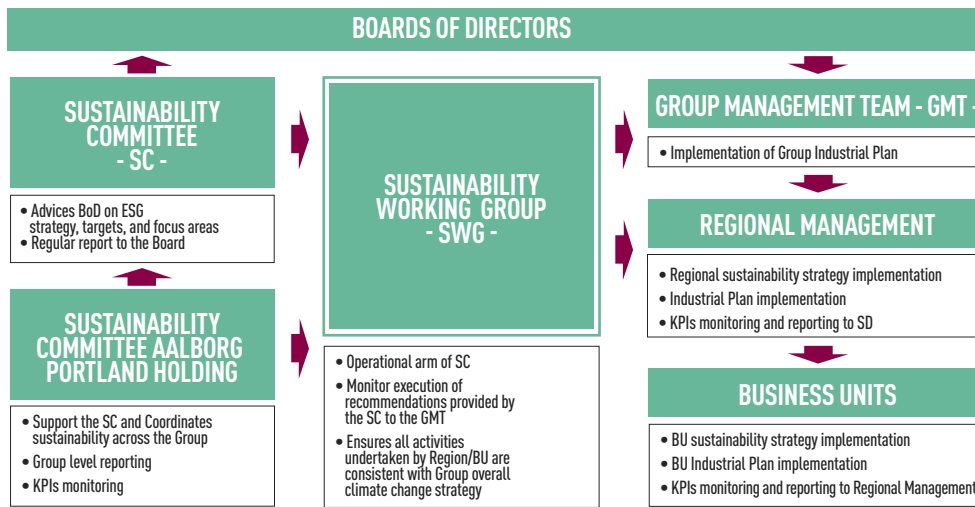 BOARDS OF DIRECTORS
SUSTAINABILITY
COMMITTEE
- SC -
• Advices BoD on ESG
strategy, targets, and focus areas
• Regular report to the Board
SUSTAINABILITY
COMMITTEE AALBORG
PORTLAND HOLDING
• Support the SC and Coordinates
sustainability across the Group
• Group level reporting
• KPIs monitoring
SUSTAINABILITY
WORKING GROUP
- SWG -
• Operational arm of SC
• Monitor execution of
recommendations provided by
the SC to the GMT
• Ensures all activities
undertaken by Region/BU are
consistent with Group overall
climate change strategy
GROUP MANAGEMENT TEAM - GMT -
• Implementation of Group Industrial Plan
REGIONAL MANAGEMENT
• Regional sustainability strategy implementation
• Industrial Plan implementation
• KPIs monitoring and reporting to SD
BUSINESS UNITS
• BU sustainability strategy implementation
• BU Industrial Plan implementation
• KPIs monitoring and reporting to Regional Management